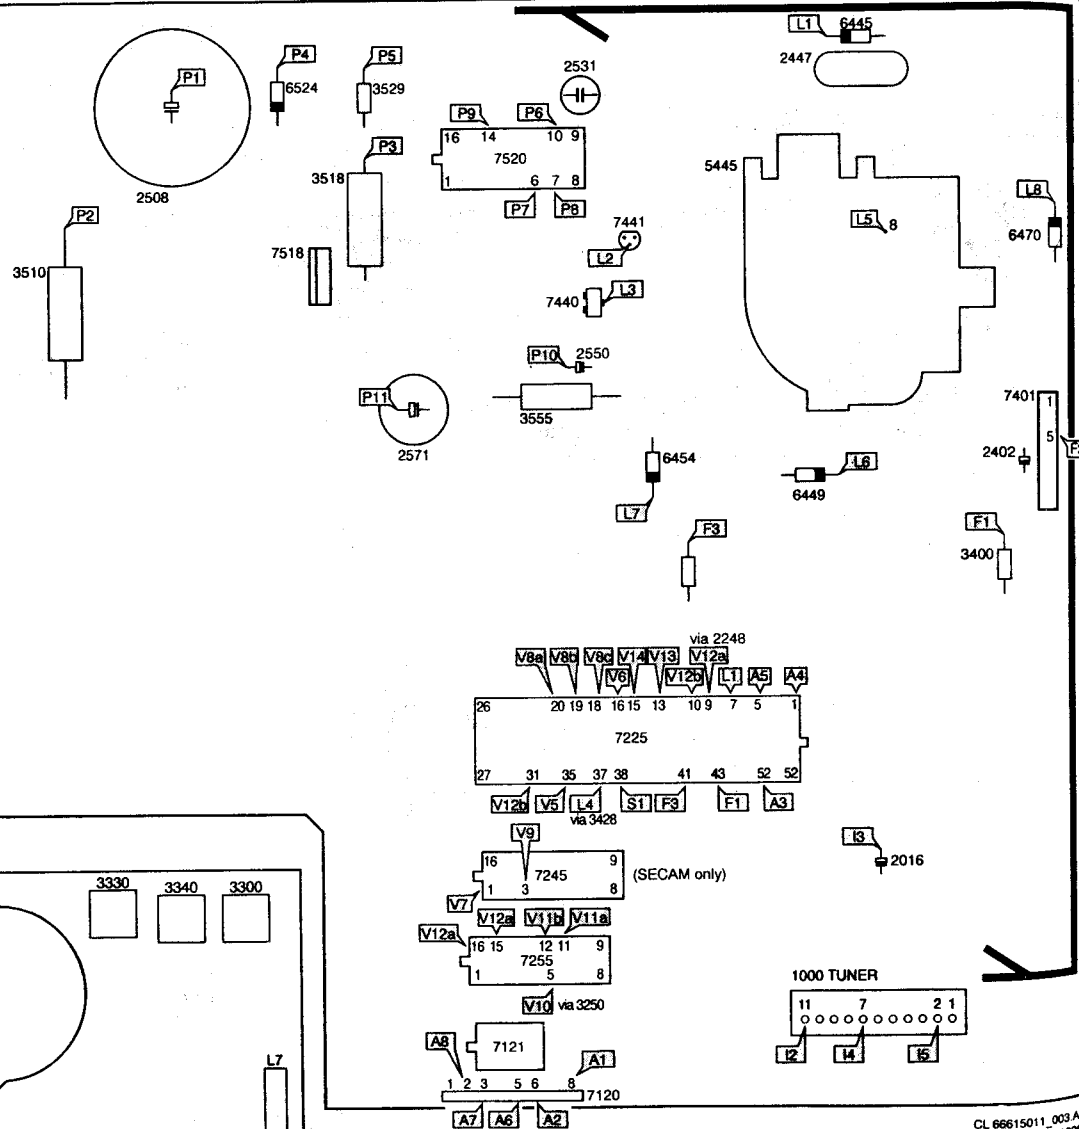 L1 6445
2447
P4
6524
P5
3529
P1
2508
2531
P9 P6
16 14 10 9
7520
1 6 7 8
P7 P8
P3
3518
5445
L5 8
L8
6470
P2
3510
7518
7441
L2
7440 L3
P10 2550
3555
P11
2571
7401 1
5
2402
6454
L7
L6
6449
F3
F1
3400
via 2248
V8a V8b V8c V14 V13 V12a
V6 V12b L1 A5 A4
26 20 19 18 16 15 13 10 9 7 5 1
7225
27 31 35 37 38 41 43 52 52
V12b V5 L4 S1 F3 F1 A3
via 3428
V9
16 9
7245 (SECAM only)
1 3 8
V7
I3
2016
3330 3340 3300
V12a V11b V11a
V12a
16 15 12 11 9
7255
1 5 8
V10 via 3250
1000 TUNER
11 7 2 1
I2 I4 I5
7121
A8 A1
1 2 3 5 6 8
7120
A7 A6 A2
L7
CL 66615011_003.A